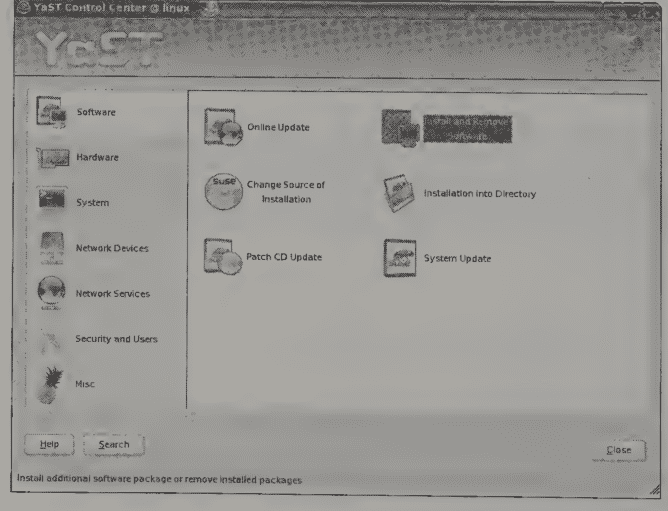 YaST Control Center @ linux
YaST
Software
Hardware
System
Network Devices
Network Services
Security and Users
Misc
Online Update
Install and Remove
Software
SUSE
Change Source of
Installation
Installation into Directory
Patch CD Update
System Update
Help
Search
Close
Install additional software package or remove installed packages